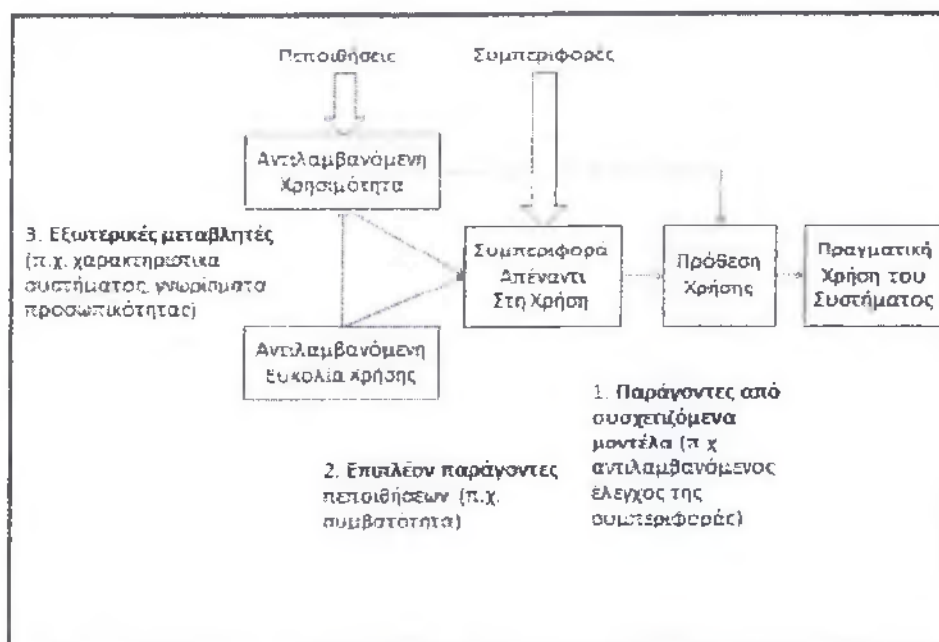 Πεποιθήσεις
Συμπεριφορές
Αντιλαμβανόμενη
Χρησιμότητα
3. Εξωτερικές μεταβλητές
(π.χ. χαρακτηριστικα
συστήματος, γνωρίσματα
προσωπικότητας)
Συμπεριφορά
Απέναντι
Στη Χρήση
Πρόθεση
Χρήσης
Πραγματική
Χρήση του
Συστήματος
Αντιλαμβανόμενη
Ευκολία Χρήσης
1. Παράγοντες από
συσχετιζόμενα
μοντέλα (π.χ
αντιλαμβανόμενος
έλεγχος της
συμπεριφοράς)
2. Επιπλέον παράγοντες
πεποιθήσεων (π.χ.
συμβατότητα)